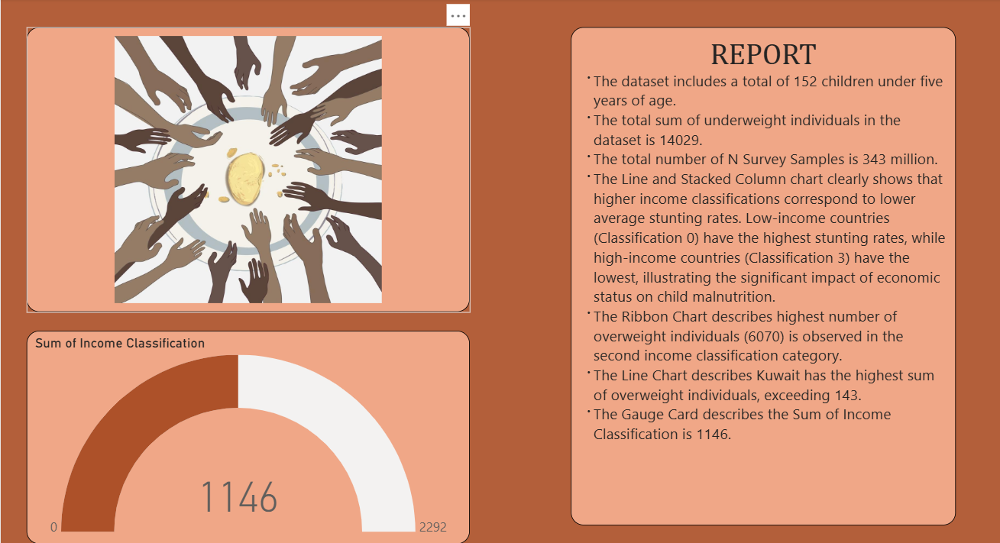 ...
REPORT
• The dataset includes a total of 152 children under five
years of age.
• The total sum of underweight individuals in the
dataset is 14029.
• The total number of N Survey Samples is 343 million.
• The Line and Stacked Column chart clearly shows that
higher income classifications correspond to lower
average stunting rates. Low-income countries
(Classification 0) have the highest stunting rates, while
high-income countries (Classification 3) have the
lowest, illustrating the significant impact of economic
status on child malnutrition.
• The Ribbon Chart describes highest number of
overweight individuals (6070) is observed in the
second income classification category.
• The Line Chart describes Kuwait has the highest sum
of overweight individuals, exceeding 143.
• The Gauge Card describes the Sum of Income
Classification is 1146.
Sum of Income Classification
1146
0
2292